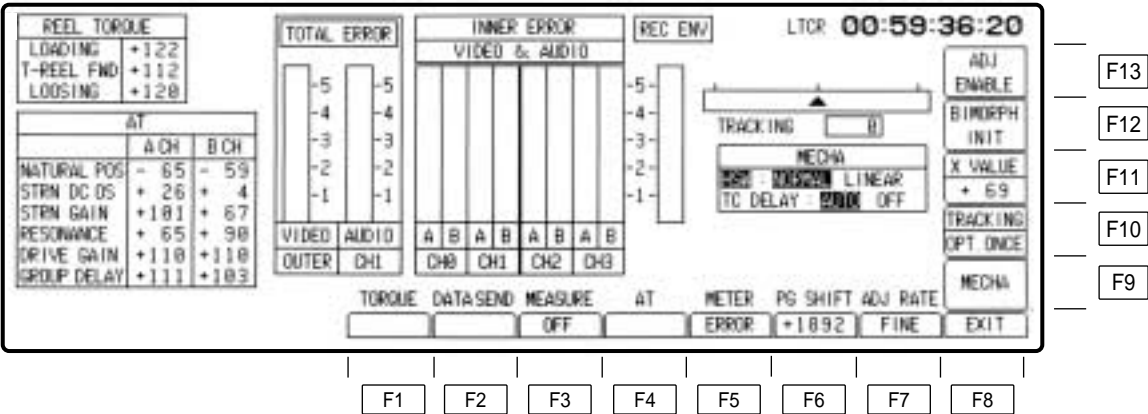 REEL TORQUE
LOADING +122
T-REEL FWD +112
LOOSING +120
AT
A CH B CH
NATURAL POS - 65 - 59
STRN DC OS + 26 + 4
STRN GAIN +101 + 67
RESONANCE + 65 + 90
DRIVE GAIN +110 +110
GROUP DELAY +111 +103
TOTAL ERROR
-5 -5
-4 -4
-3 -3
-2 -2
-1 -1
VIDEO AUDIO
OUTER CH1
INNER ERROR
VIDEO & AUDIO
A B A B A B A B
CH0 CH1 CH2 CH3
REC ENV
-5-
-4-
-3-
-2-
-1-
LTCR 00:59:36:20
TRACKING 0
MECHA
: NORMAL LINEAR
TC DELAY : AUTO OFF
ADJ
ENABLE
BIMORPH
INIT
X VALUE
+ 69
TRACKING
OPT ONCE
MECHA
F13
F12
F11
F10
F9
TORQUE DATA SEND MEASURE AT METER PG SHIFT ADJ RATE
OFF ERROR +1092 FINE EXIT
F1 F2 F3 F4 F5 F6 F7 F8